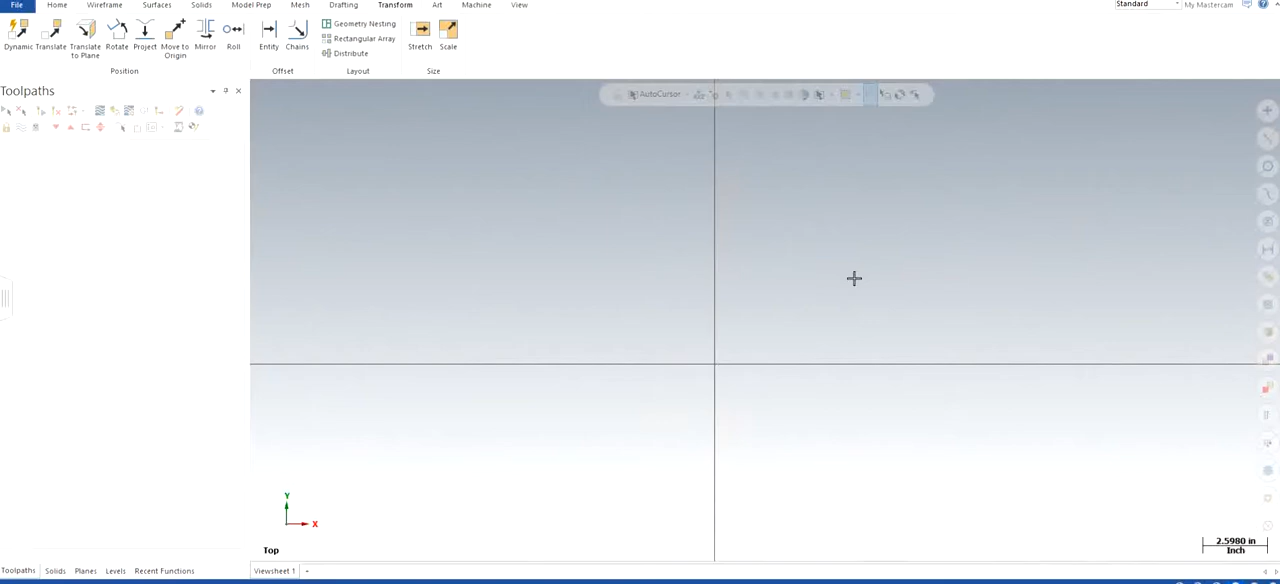 File Home Wireframe Surfaces Solids Model Prep Mesh Drafting Transform Art Machine View Standard My Mastercam
Dynamic Translate Translate to Plane Rotate Project Move to Origin Mirror Roll Entity Chains Geometry Nesting Rectangular Array Distribute Stretch Scale
Position Offset Layout Size
Toolpaths
AutoCursor
Y
X
Top
2.5980 in
Inch
Toolpaths Solids Planes Levels Recent Functions Viewsheet 1 +